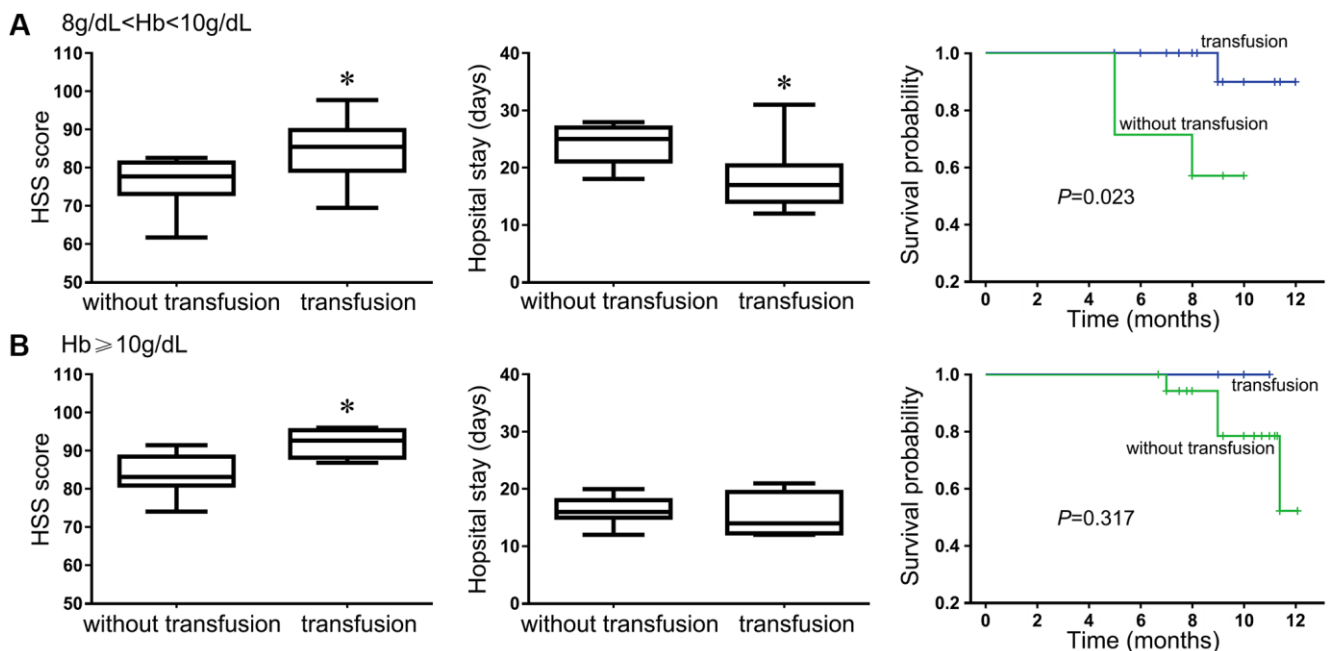 A 8g/dL<Hb<10g/dL
HSS score
110
100
90
80
70
60
50
*
without transfusion transfusion
Hopsital stay (days)
40
30
20
10
0
*
without transfusion transfusion
Survival probability
1.0
0.8
0.6
0.4
0.2
transfusion
without transfusion
P=0.023
0 2 4 6 8 10 12
Time (months)
B Hb⩾10g/dL
HSS score
110
100
90
80
70
60
50
*
without transfusion transfusion
Hopsital stay (days)
40
30
20
10
0
without transfusion transfusion
Survival probability
1.0
0.8
0.6
0.4
0.2
transfusion
without transfusion
P=0.317
0 2 4 6 8 10 12
Time (months)